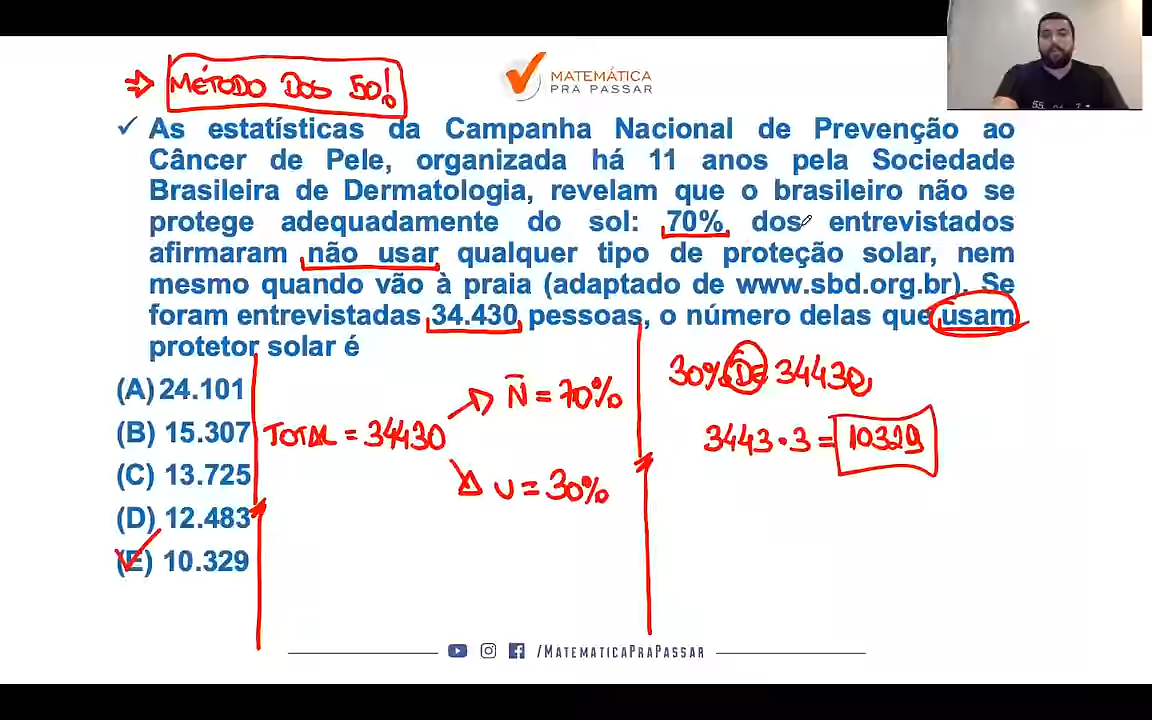 ⇒ MÉTODO DOS 50!
MATEMÁTICA
PRA PASSAR
✓ As estatísticas da Campanha Nacional de Prevenção ao
Câncer de Pele, organizada há 11 anos pela Sociedade
Brasileira de Dermatologia, revelam que o brasileiro não se
protege adequadamente do sol: 70% dos entrevistados
afirmaram não usar qualquer tipo de proteção solar, nem
mesmo quando vão à praia (adaptado de www.sbd.org.br). Se
foram entrevistadas 34.430 pessoas, o número delas que usam
protetor solar é
(A) 24.101
(B) 15.307
(C) 13.725
(D) 12.483
(E) 10.329
TOTAL = 34430
N = 70%
U = 30%
30% DE 34430
3443 · 3 = 10329
/MATEMATICAPRAPASSAR